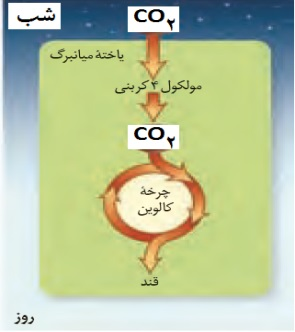 شب
CO۲
یاختهٔ میانبرگ
مولکول ۴ کربنی
CO۲
چرخهٔ
کالوین
قند
روز